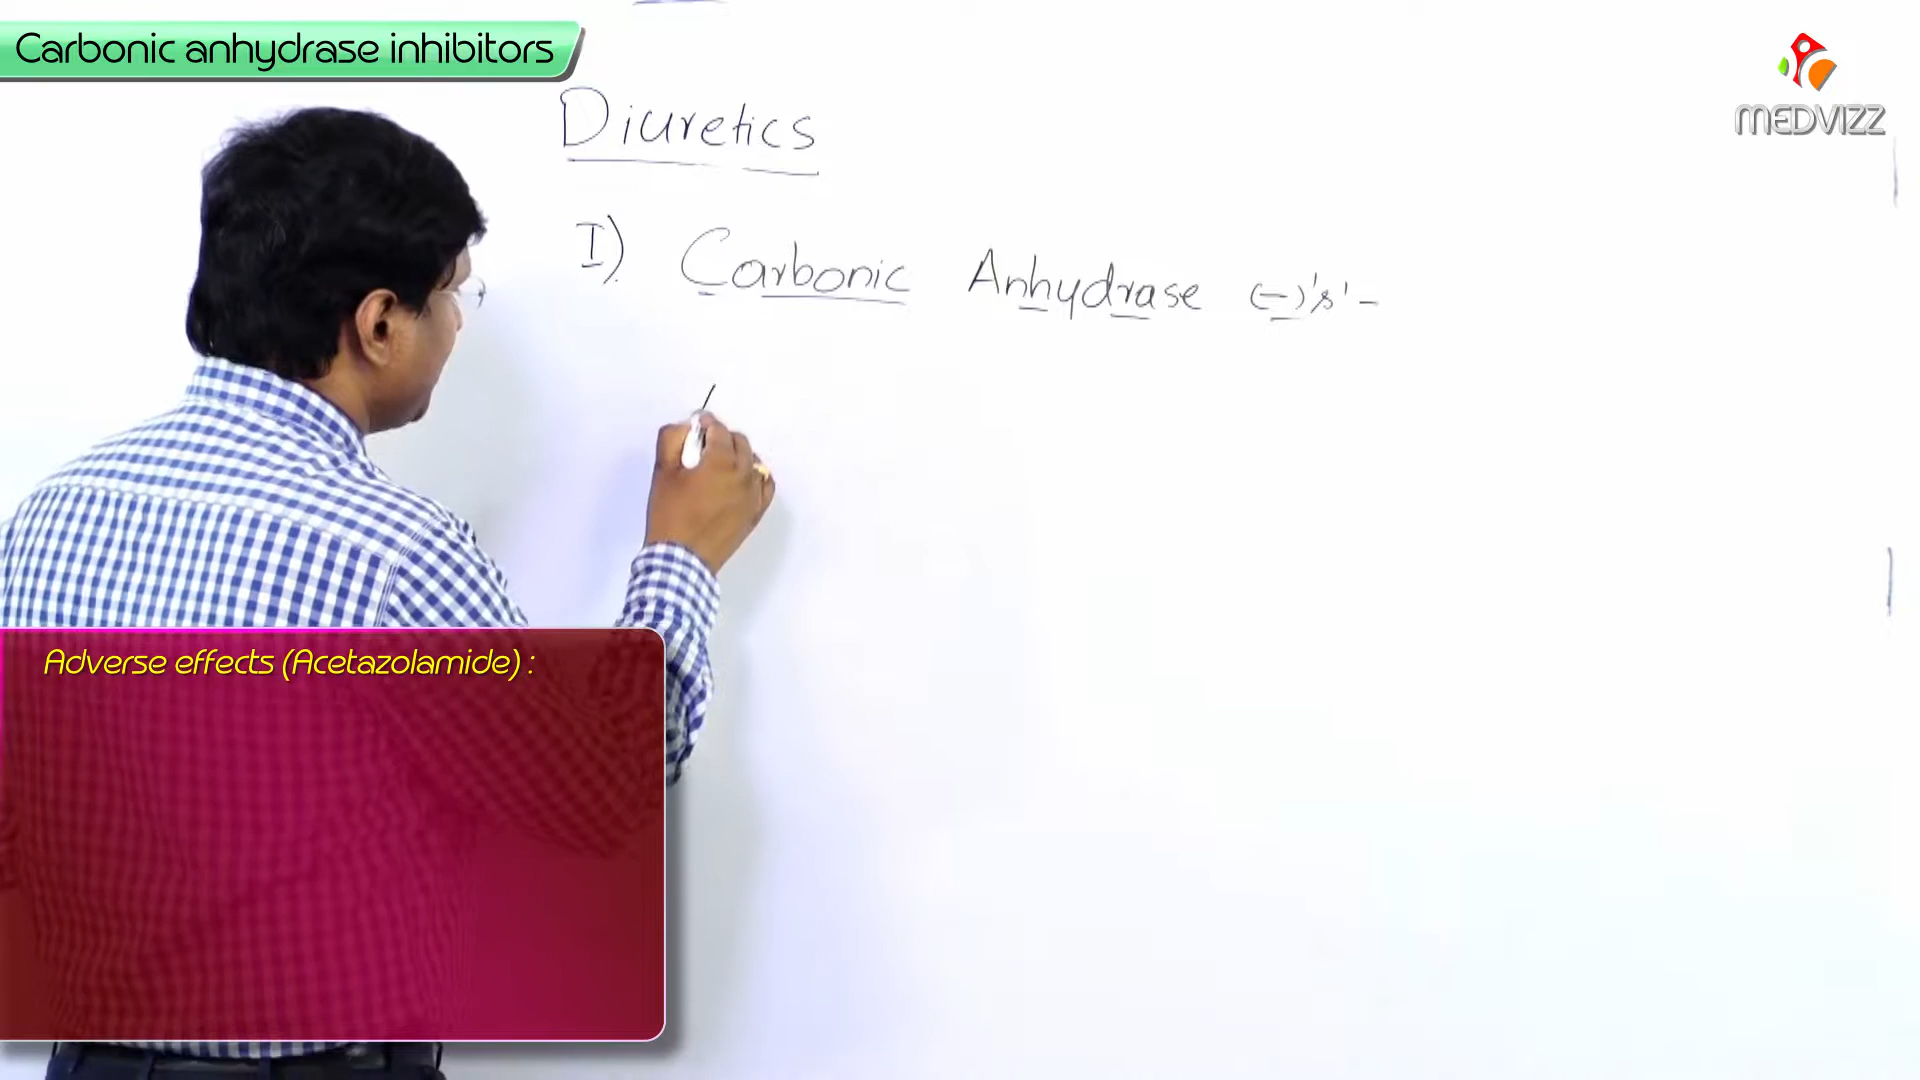 Carbonic anhydrase inhibitors
MEDVIZZ
Diuretics
I) Carbonic Anhydrase (-)'s' -
Adverse effects (Acetazolamide) :